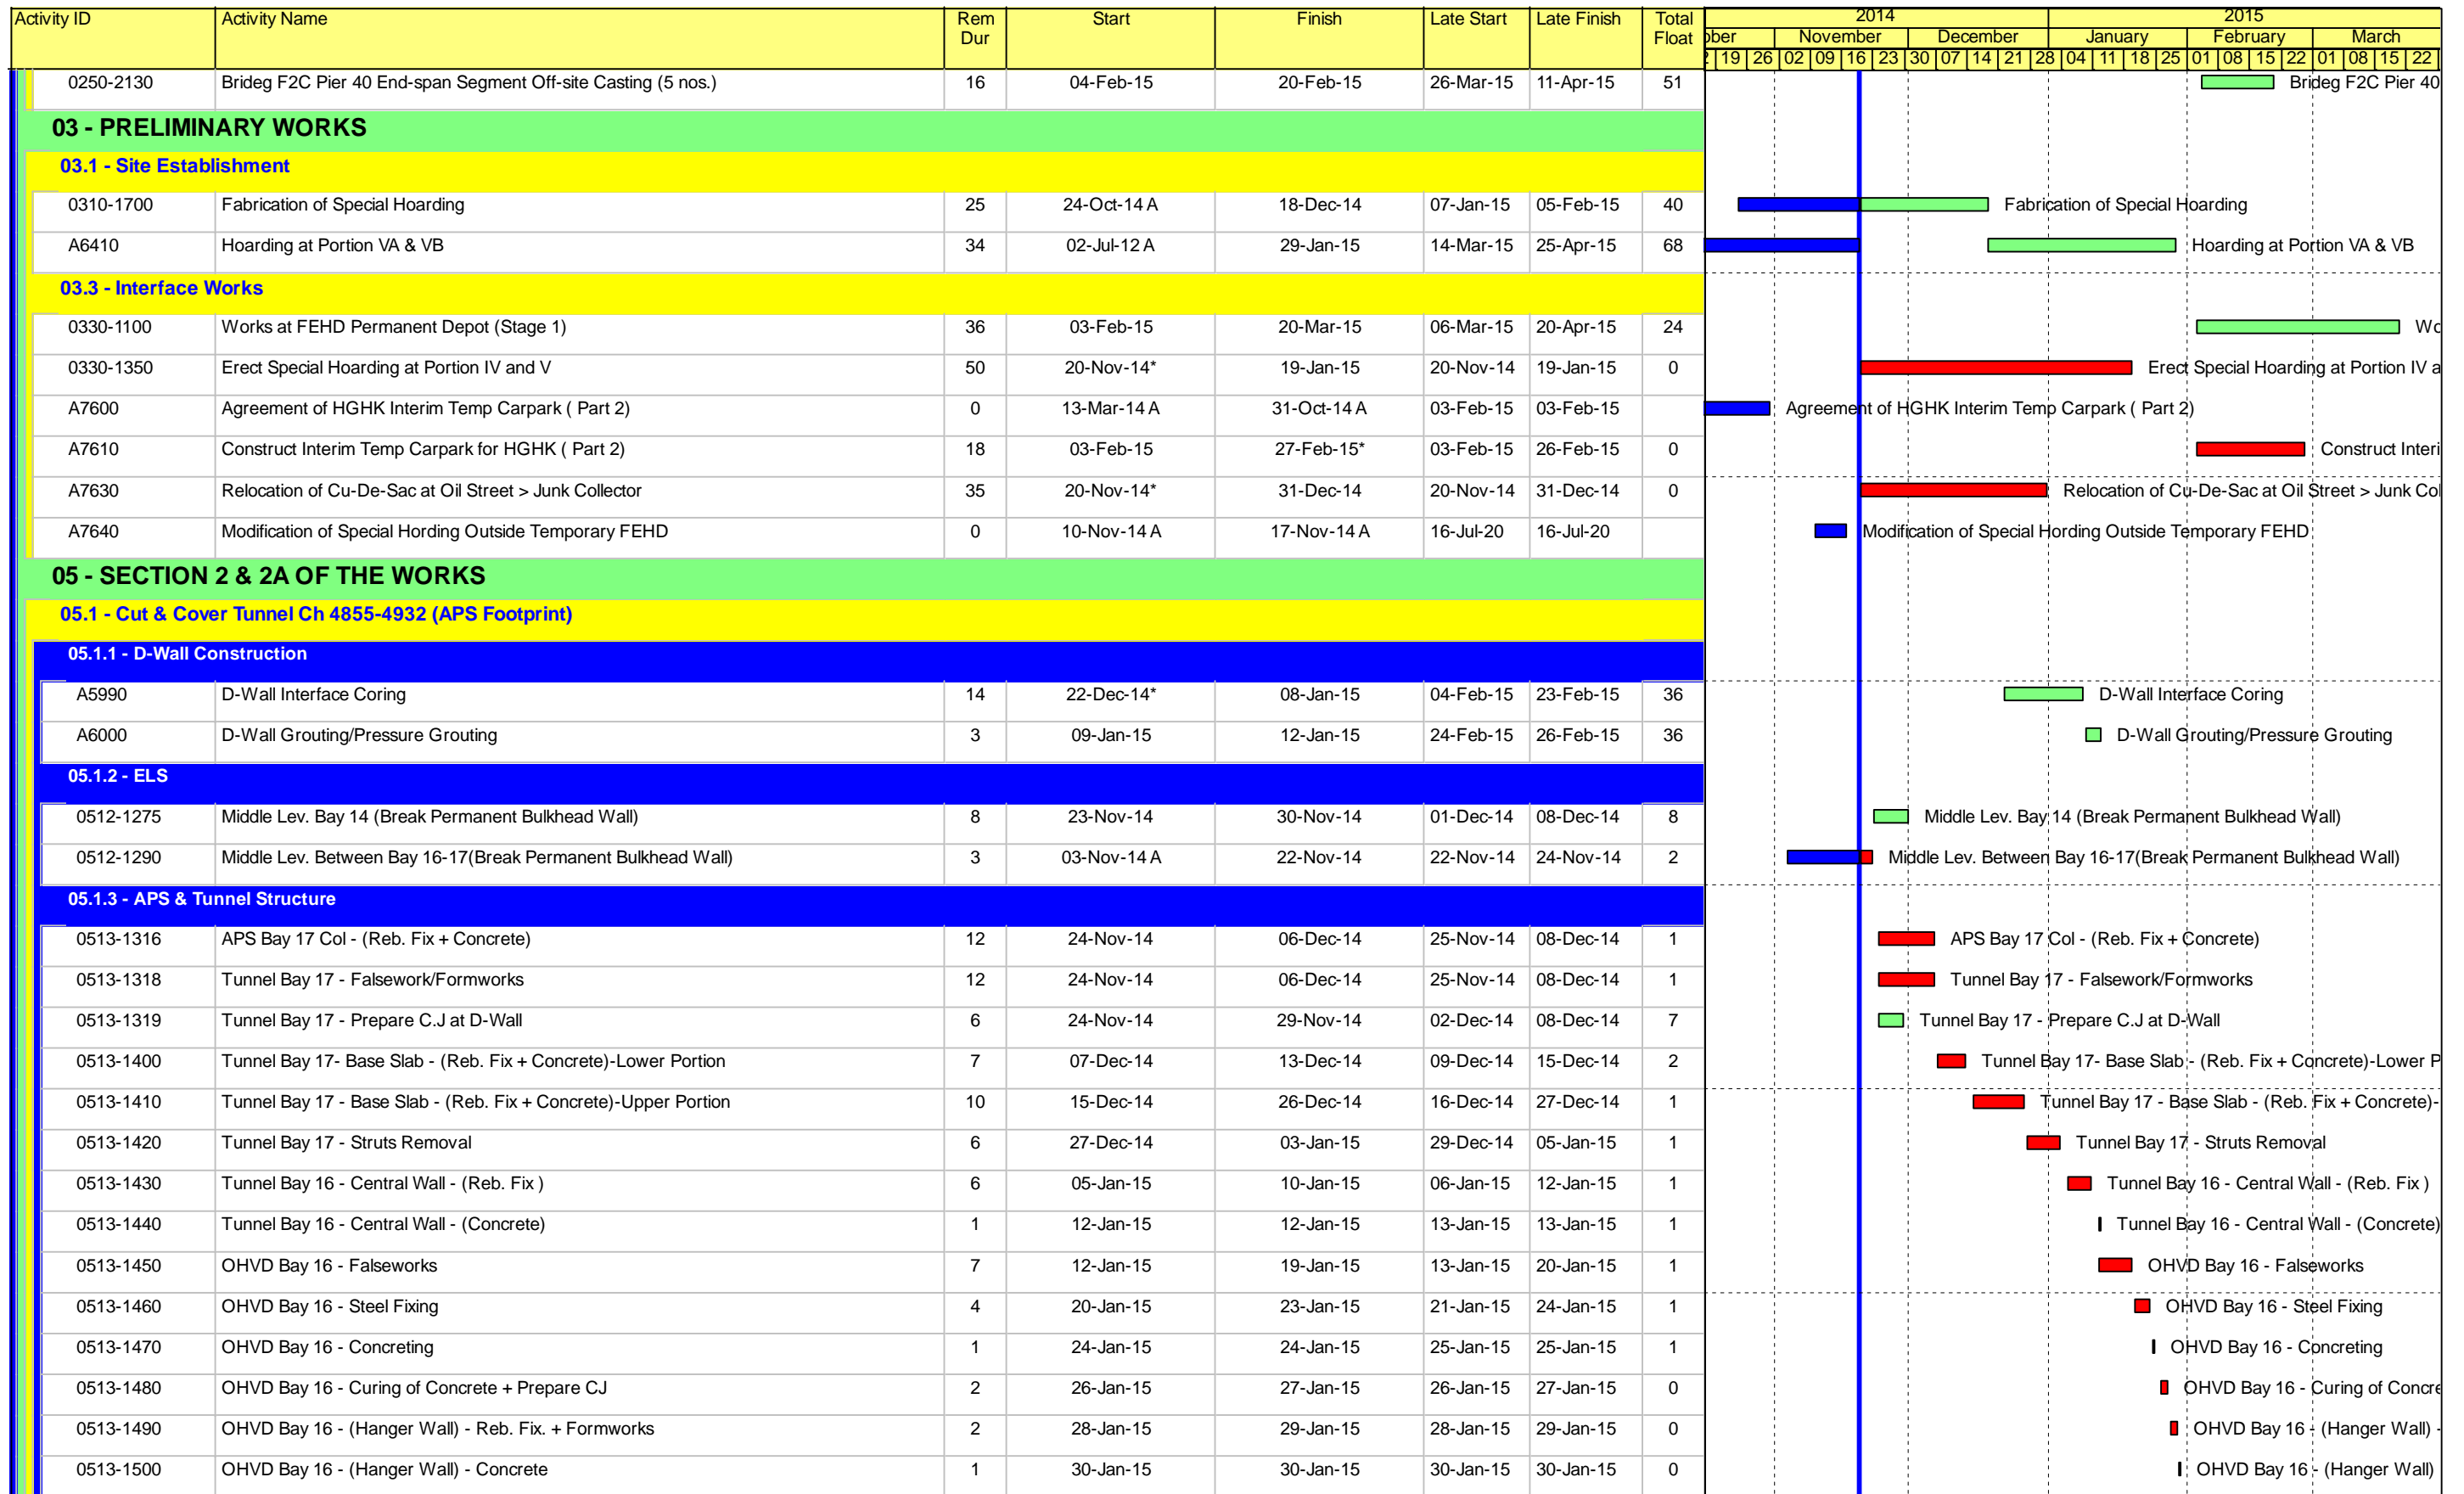 Activity ID Activity Name Rem Dur Start Finish Late Start Late Finish Total Float 2014 2015
ober November December January February March
19 26 02 09 16 23 30 07 14 21 28 04 11 18 25 01 08 15 22 01 08 15 22
0250-2130 Brideg F2C Pier 40 End-span Segment Off-site Casting (5 nos.) 16 04-Feb-15 20-Feb-15 26-Mar-15 11-Apr-15 51 Brideg F2C Pier 40
03 - PRELIMINARY WORKS
03.1 - Site Establishment
0310-1700 Fabrication of Special Hoarding 25 24-Oct-14 A 18-Dec-14 07-Jan-15 05-Feb-15 40 Fabrication of Special Hoarding
A6410 Hoarding at Portion VA & VB 34 02-Jul-12 A 29-Jan-15 14-Mar-15 25-Apr-15 68 Hoarding at Portion VA & VB
03.3 - Interface Works
0330-1100 Works at FEHD Permanent Depot (Stage 1) 36 03-Feb-15 20-Mar-15 06-Mar-15 20-Apr-15 24 Wo
0330-1350 Erect Special Hoarding at Portion IV and V 50 20-Nov-14* 19-Jan-15 20-Nov-14 19-Jan-15 0 Erect Special Hoarding at Portion IV a
A7600 Agreement of HGHK Interim Temp Carpark ( Part 2) 0 13-Mar-14 A 31-Oct-14 A 03-Feb-15 03-Feb-15 Agreement of HGHK Interim Temp Carpark ( Part 2)
A7610 Construct Interim Temp Carpark for HGHK ( Part 2) 18 03-Feb-15 27-Feb-15* 03-Feb-15 26-Feb-15 0 Construct Interi
A7630 Relocation of Cu-De-Sac at Oil Street > Junk Collector 35 20-Nov-14* 31-Dec-14 20-Nov-14 31-Dec-14 0 Relocation of Cu-De-Sac at Oil Street > Junk Col
A7640 Modification of Special Hording Outside Temporary FEHD 0 10-Nov-14 A 17-Nov-14 A 16-Jul-20 16-Jul-20 Modification of Special Hording Outside Temporary FEHD
05 - SECTION 2 & 2A OF THE WORKS
05.1 - Cut & Cover Tunnel Ch 4855-4932 (APS Footprint)
05.1.1 - D-Wall Construction
A5990 D-Wall Interface Coring 14 22-Dec-14* 08-Jan-15 04-Feb-15 23-Feb-15 36 D-Wall Interface Coring
A6000 D-Wall Grouting/Pressure Grouting 3 09-Jan-15 12-Jan-15 24-Feb-15 26-Feb-15 36 D-Wall Grouting/Pressure Grouting
05.1.2 - ELS
0512-1275 Middle Lev. Bay 14 (Break Permanent Bulkhead Wall) 8 23-Nov-14 30-Nov-14 01-Dec-14 08-Dec-14 8 Middle Lev. Bay 14 (Break Permanent Bulkhead Wall)
0512-1290 Middle Lev. Between Bay 16-17(Break Permanent Bulkhead Wall) 3 03-Nov-14 A 22-Nov-14 22-Nov-14 24-Nov-14 2 Middle Lev. Between Bay 16-17(Break Permanent Bulkhead Wall)
05.1.3 - APS & Tunnel Structure
0513-1316 APS Bay 17 Col - (Reb. Fix + Concrete) 12 24-Nov-14 06-Dec-14 25-Nov-14 08-Dec-14 1 APS Bay 17 Col - (Reb. Fix + Concrete)
0513-1318 Tunnel Bay 17 - Falsework/Formworks 12 24-Nov-14 06-Dec-14 25-Nov-14 08-Dec-14 1 Tunnel Bay 17 - Falsework/Formworks
0513-1319 Tunnel Bay 17 - Prepare C.J at D-Wall 6 24-Nov-14 29-Nov-14 02-Dec-14 08-Dec-14 7 Tunnel Bay 17 - Prepare C.J at D-Wall
0513-1400 Tunnel Bay 17- Base Slab - (Reb. Fix + Concrete)-Lower Portion 7 07-Dec-14 13-Dec-14 09-Dec-14 15-Dec-14 2 Tunnel Bay 17- Base Slab - (Reb. Fix + Concrete)-Lower P
0513-1410 Tunnel Bay 17 - Base Slab - (Reb. Fix + Concrete)-Upper Portion 10 15-Dec-14 26-Dec-14 16-Dec-14 27-Dec-14 1 Tunnel Bay 17 - Base Slab - (Reb. Fix + Concrete)-
0513-1420 Tunnel Bay 17 - Struts Removal 6 27-Dec-14 03-Jan-15 29-Dec-14 05-Jan-15 1 Tunnel Bay 17 - Struts Removal
0513-1430 Tunnel Bay 16 - Central Wall - (Reb. Fix ) 6 05-Jan-15 10-Jan-15 06-Jan-15 12-Jan-15 1 Tunnel Bay 16 - Central Wall - (Reb. Fix )
0513-1440 Tunnel Bay 16 - Central Wall - (Concrete) 1 12-Jan-15 12-Jan-15 13-Jan-15 13-Jan-15 1 Tunnel Bay 16 - Central Wall - (Concrete)
0513-1450 OHVD Bay 16 - Falseworks 7 12-Jan-15 19-Jan-15 13-Jan-15 20-Jan-15 1 OHVD Bay 16 - Falseworks
0513-1460 OHVD Bay 16 - Steel Fixing 4 20-Jan-15 23-Jan-15 21-Jan-15 24-Jan-15 1 OHVD Bay 16 - Steel Fixing
0513-1470 OHVD Bay 16 - Concreting 1 24-Jan-15 24-Jan-15 25-Jan-15 25-Jan-15 1 OHVD Bay 16 - Concreting
0513-1480 OHVD Bay 16 - Curing of Concrete + Prepare CJ 2 26-Jan-15 27-Jan-15 26-Jan-15 27-Jan-15 0 OHVD Bay 16 - Curing of Concre
0513-1490 OHVD Bay 16 - (Hanger Wall) - Reb. Fix. + Formworks 2 28-Jan-15 29-Jan-15 28-Jan-15 29-Jan-15 0 OHVD Bay 16 - (Hanger Wall) -
0513-1500 OHVD Bay 16 - (Hanger Wall) - Concrete 1 30-Jan-15 30-Jan-15 30-Jan-15 30-Jan-15 0 OHVD Bay 16 - (Hanger Wall)